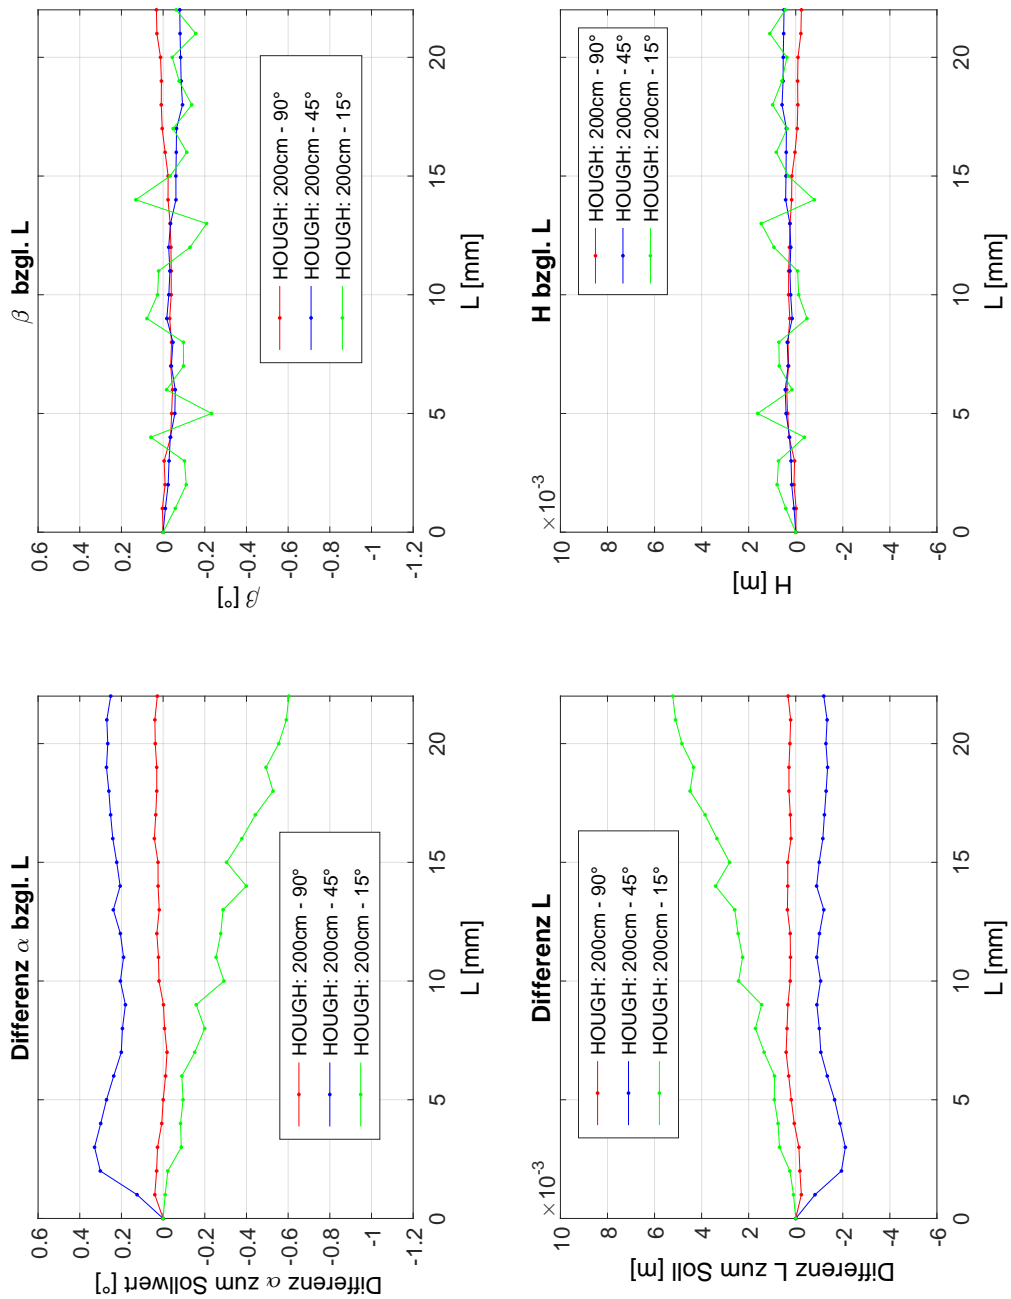 Differenz α bzgl. L
0.6
0.4
0.2
0
-0.2
-0.4
-0.6
-0.8
-1
-1.2
Differenz α zum Sollwert [°]
HOUGH: 200cm - 90°
HOUGH: 200cm - 45°
HOUGH: 200cm - 15°
0 5 10 15 20
L [mm]
β bzgl. L
0.6
0.4
0.2
0
-0.2
-0.4
-0.6
-0.8
-1
-1.2
β [°]
HOUGH: 200cm - 90°
HOUGH: 200cm - 45°
HOUGH: 200cm - 15°
0 5 10 15 20
L [mm]
Differenz L
×10⁻³
10
8
6
4
2
0
-2
-4
-6
Differenz L zum Soll [m]
HOUGH: 200cm - 90°
HOUGH: 200cm - 45°
HOUGH: 200cm - 15°
0 5 10 15 20
L [mm]
H bzgl. L
×10⁻³
10
8
6
4
2
0
-2
-4
-6
H [m]
HOUGH: 200cm - 90°
HOUGH: 200cm - 45°
HOUGH: 200cm - 15°
0 5 10 15 20
L [mm]